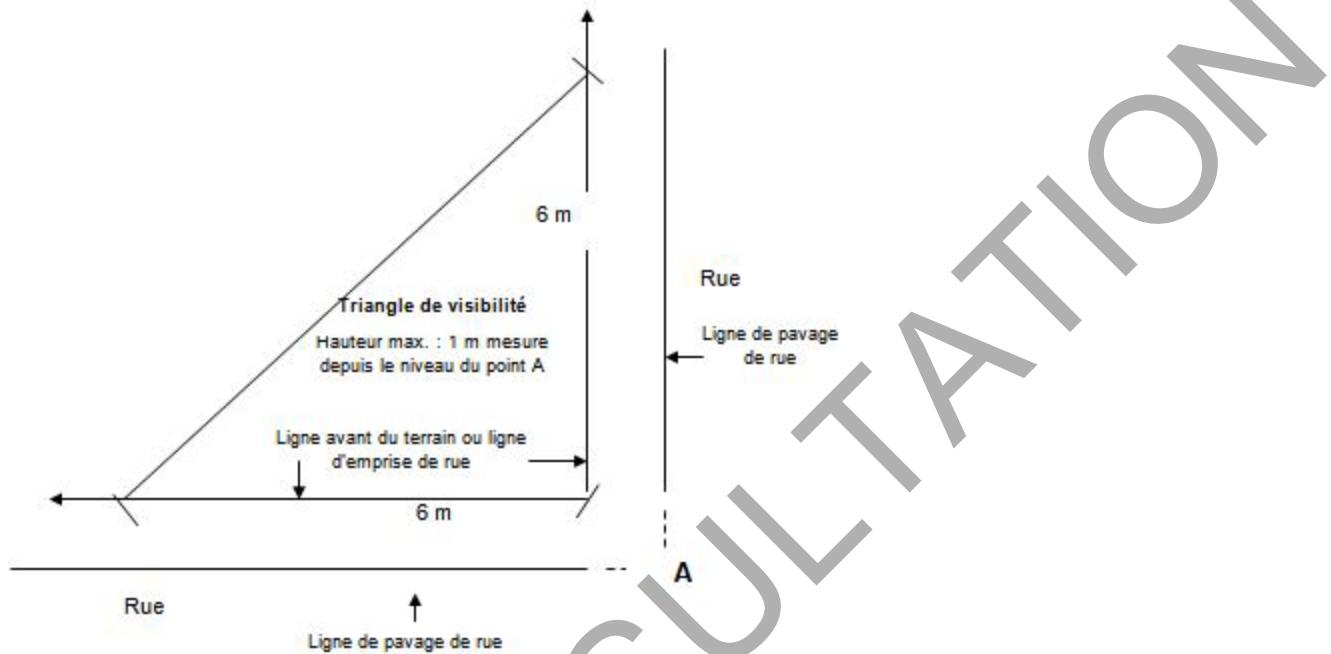 6 m
Rue
Triangle de visibilité
Hauteur max. : 1 m mesure
depuis le niveau du point A
Ligne de pavage
de rue
Ligne avant du terrain ou ligne
d'emprise de rue
6 m
A
Rue
Ligne de pavage de rue
CULTATION